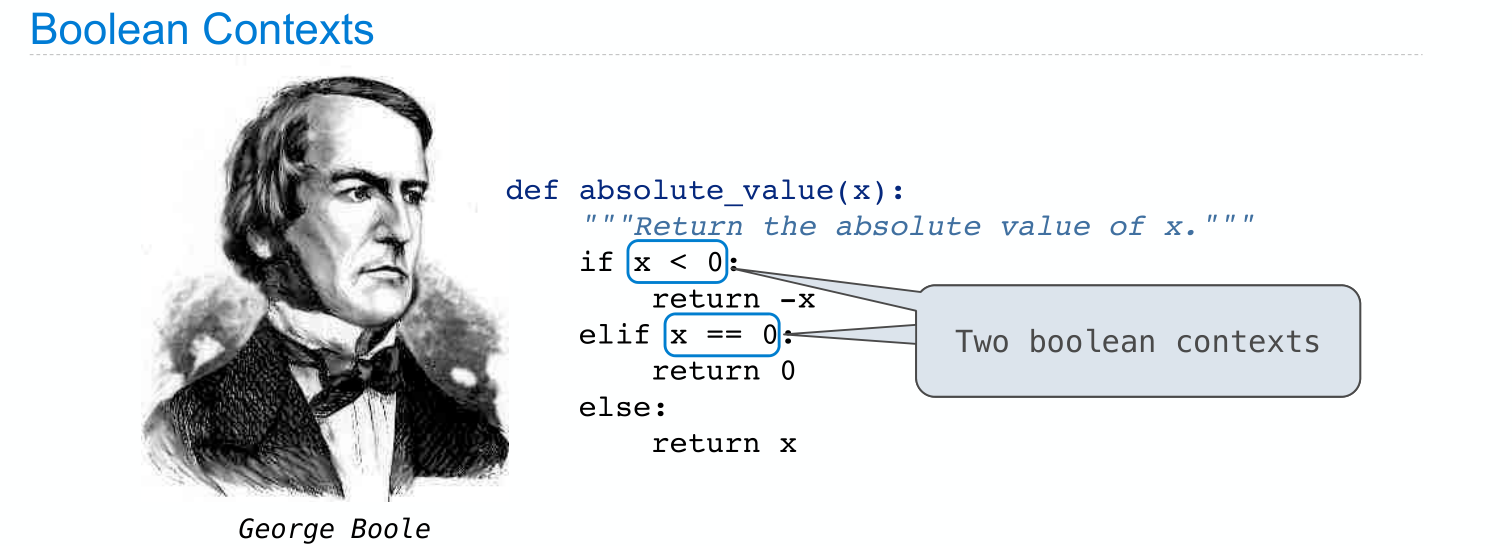 Boolean Contexts
def absolute_value(x):
"""Return the absolute value of x."""
if x < 0:
return -x
elif x == 0:
return 0
else:
return x
Two boolean contexts
George Boole